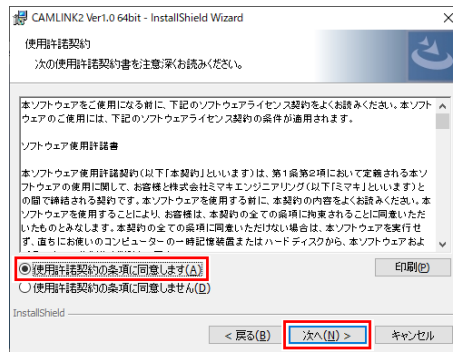 CAMLINK2 Ver1.0 64bit - InstallShield Wizard
使用許諾契約
次の使用許諾契約書を注意深くお読みください。
本ソフトウェアをご使用になる前に、下記のソフトウェアライセンス契約をよくお読みください。本ソフト
ウェアのご使用には、下記のソフトウェアライセンス契約の条件が適用されます。
ソフトウェア使用許諾書
本ソフトウェア使用許諾契約(以下「本契約」といいます)は、第1条第2項において定義される本ソ
フトウェアの使用に関して、お客様と株式会社ミマキエンジニアリング(以下「ミマキ」といいます)と
の間で締結される契約です。本ソフトウェアを使用する前に、本契約の内容をよくお読みください。本
ソフトウェアを使用することにより、お客様は、本契約の全ての条項に拘束されることに同意いただ
いたものとみなします。本契約の全ての条項に同意いただけない場合は、本ソフトウェアを実行せ
ず、直ちにお使いのコンピューターの一時記憶装置またはハードディスクから、本ソフトウェアおよ
使用許諾契約の条項に同意します(A)
印刷(P)
使用許諾契約の条項に同意しません(D)
InstallShield
< 戻る(B) 次へ(N) > キャンセル